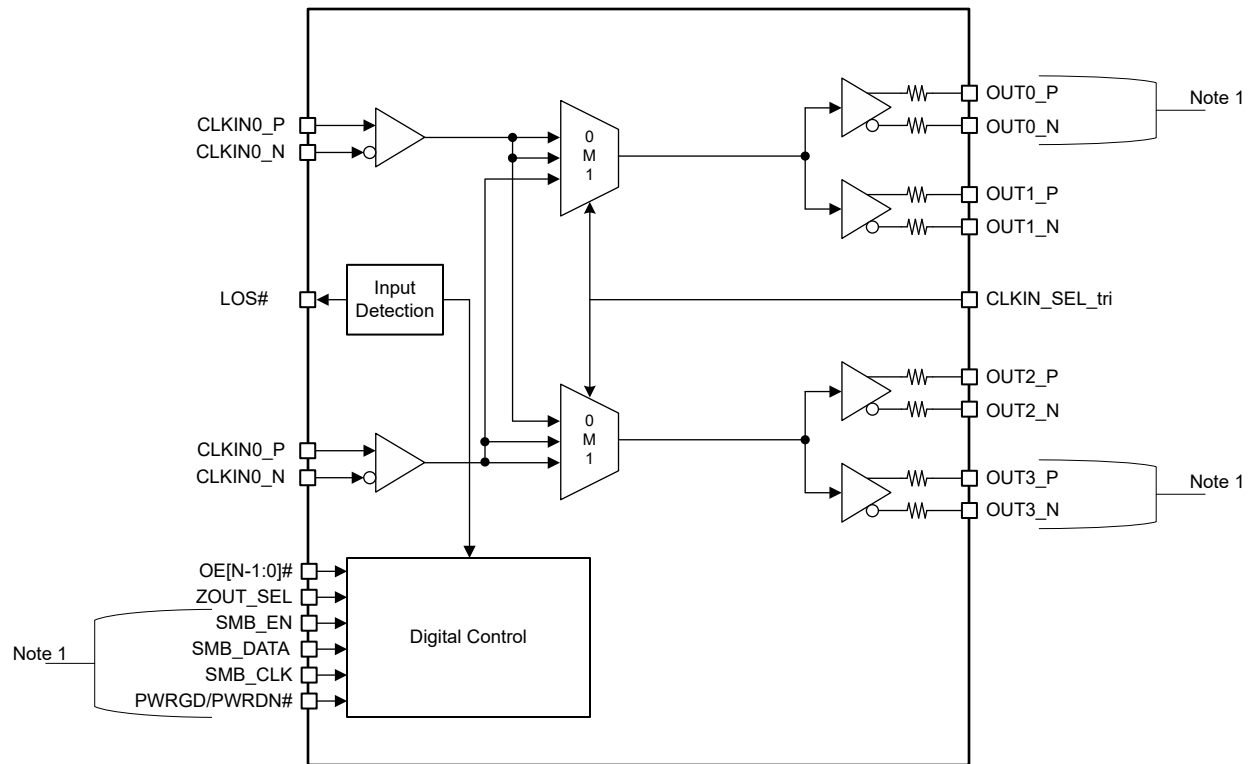 CLKIN0_P
CLKIN0_N
0
M
1
OUT0_P
OUT0_N
Note 1
OUT1_P
OUT1_N
LOS#
Input
Detection
CLKIN_SEL_tri
CLKIN0_P
CLKIN0_N
0
M
1
OUT2_P
OUT2_N
OUT3_P
OUT3_N
Note 1
OE[N-1:0]#
ZOUT_SEL
SMB_EN
SMB_DATA
SMB_CLK
PWRGD/PWRDN#
Note 1
Digital Control